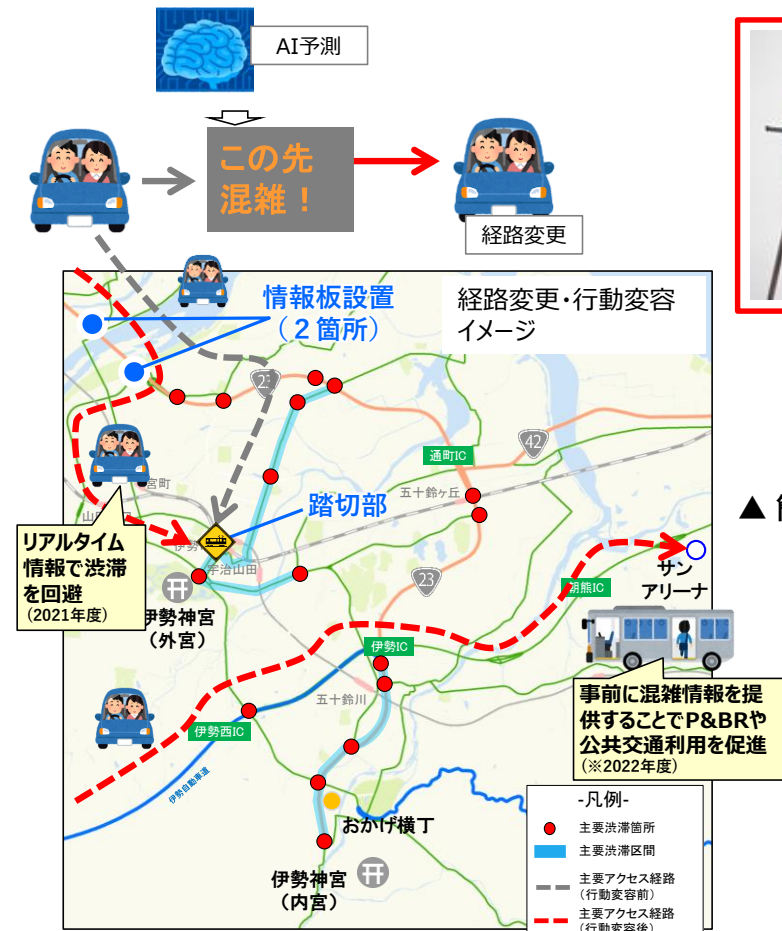 AI予測
この先
混雑！
経路変更
経路変更・行動変容
イメージ
情報板設置
（２箇所）
23
42
通町IC
宮町
五十鈴ヶ丘
踏切部
リアルタイム
情報で渋滞
を回避
（2021年度）
宇治山田
伊勢神宮
（外宮）
23
朝熊IC
サン
アリーナ
伊勢IC
五十鈴川
伊勢西IC
伊勢自動車道
事前に混雑情報を提
供することでP&BRや
公共交通利用を促進
（※2022年度）
おかげ横丁
伊勢神宮
（内宮）
-凡例-
主要渋滞箇所
主要渋滞区間
主要アクセス経路
（行動変容前）
主要アクセス経路
（行動変容後）
▲